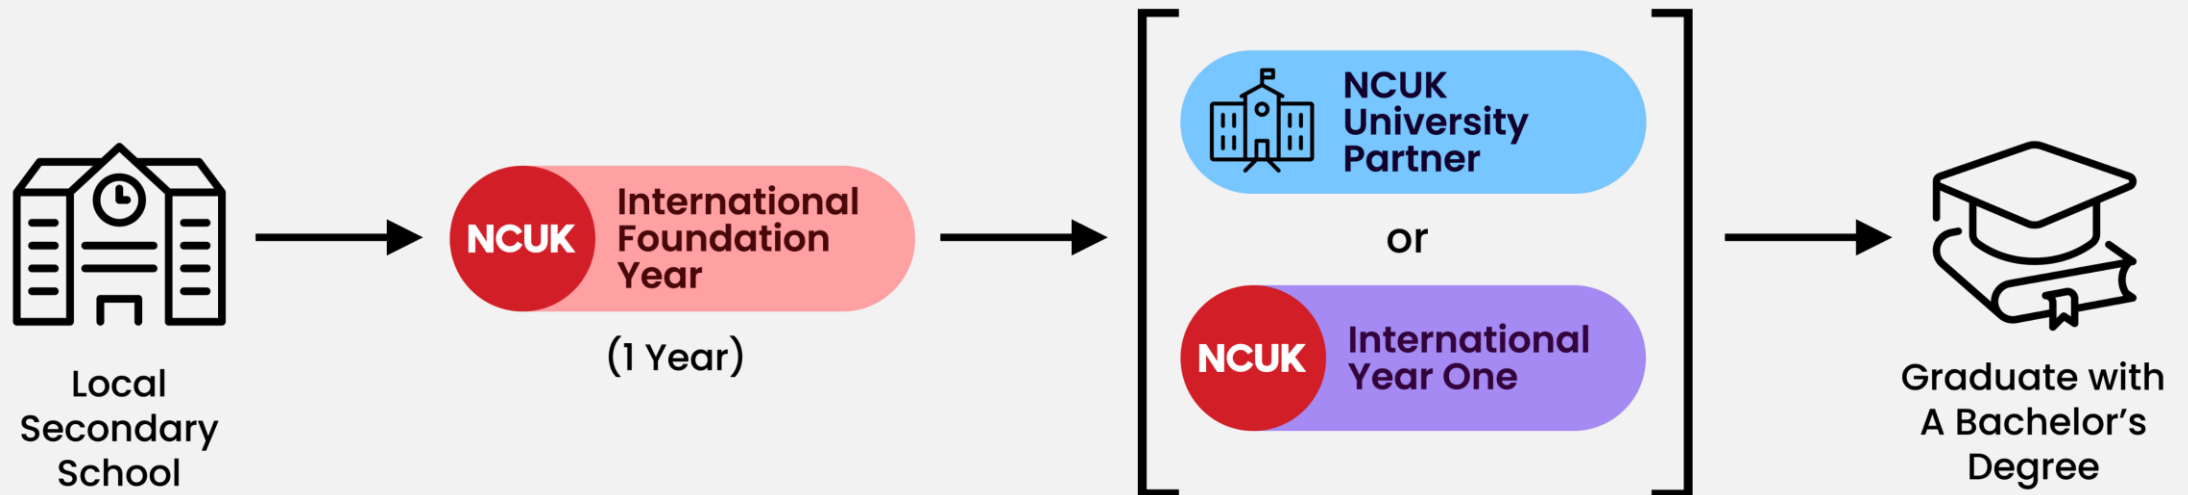 Local
Secondary
School
NCUK
International
Foundation
Year
(1 Year)
NCUK
University
Partner
or
NCUK
International
Year One
Graduate with
A Bachelor’s
Degree